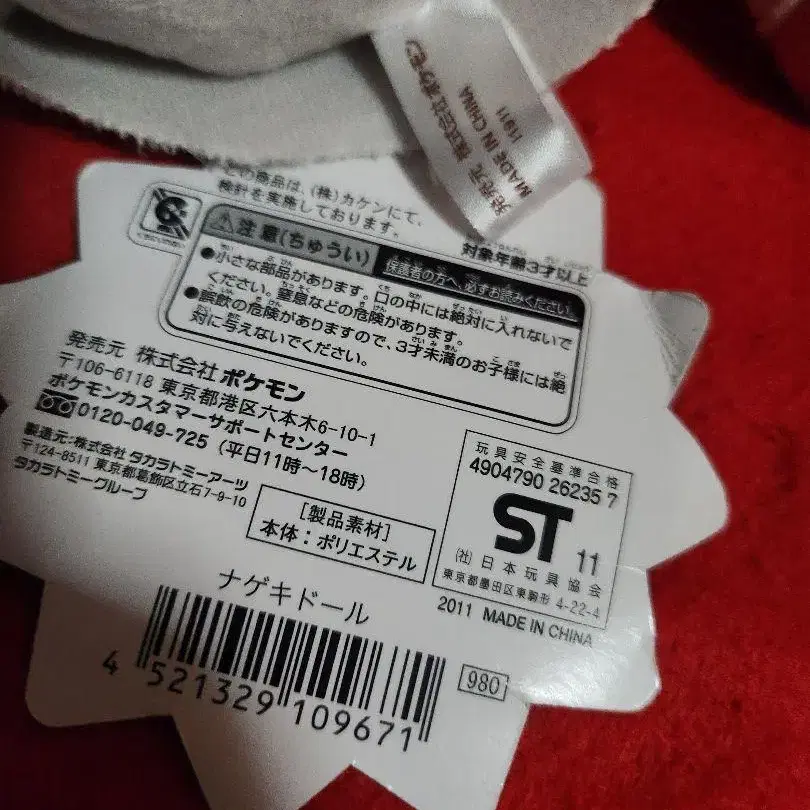 発売元 株式会社ポケモン
MADE IN CHINA
1911
この商品は、(株)カケンにて、
検針を実施しております。
対象年齢3才以上
注意(ちゅうい)
保護者の方へ 必ずお読みください。
●小さな部品があります。口の中には絶対に入れないで
ください。窒息などの危険があります。
●誤飲の危険がありますので、3才未満のお子様には絶
対に与えないでください。
発売元 株式会社 ポケモン
〒106-6118 東京都港区六本木6-10-1
ポケモンカスタマーサポートセンター
0120-049-725 (平日11時～18時)
製造元:株式会社 タカラトミーアーツ
〒124-8511 東京都葛飾区立石7-9-10
タカラトミーグループ
[製品素材]
本体:ポリエステル
玩具安全基準合格
4904790 26235 7
ST 11
(社)日本玩具協会
東京都墨田区東駒形 4-22-4
2011 MADE IN CHINA
ナゲキドール
4 521329 109671
980